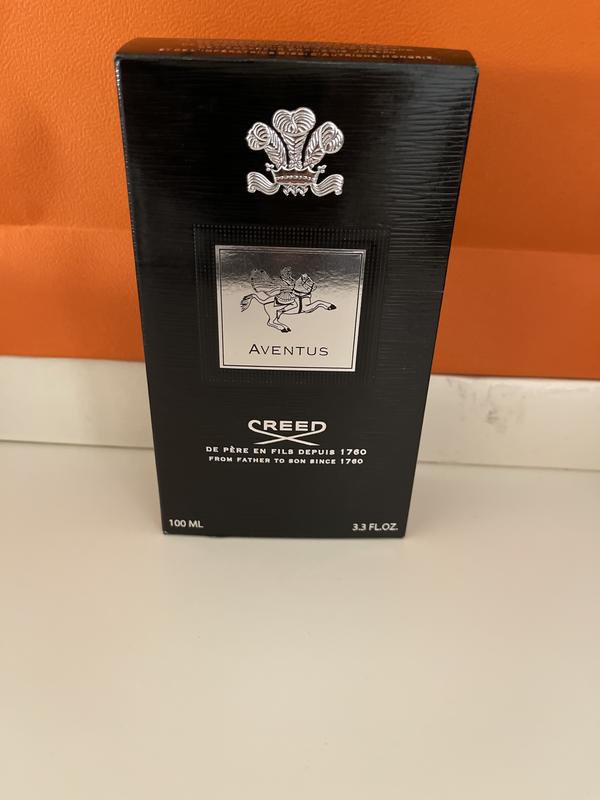 AVENTUS
CREED
DE PÈRE EN FILS DEPUIS 1760
FROM FATHER TO SON SINCE 1760
100 ML
3.3 FL.OZ.